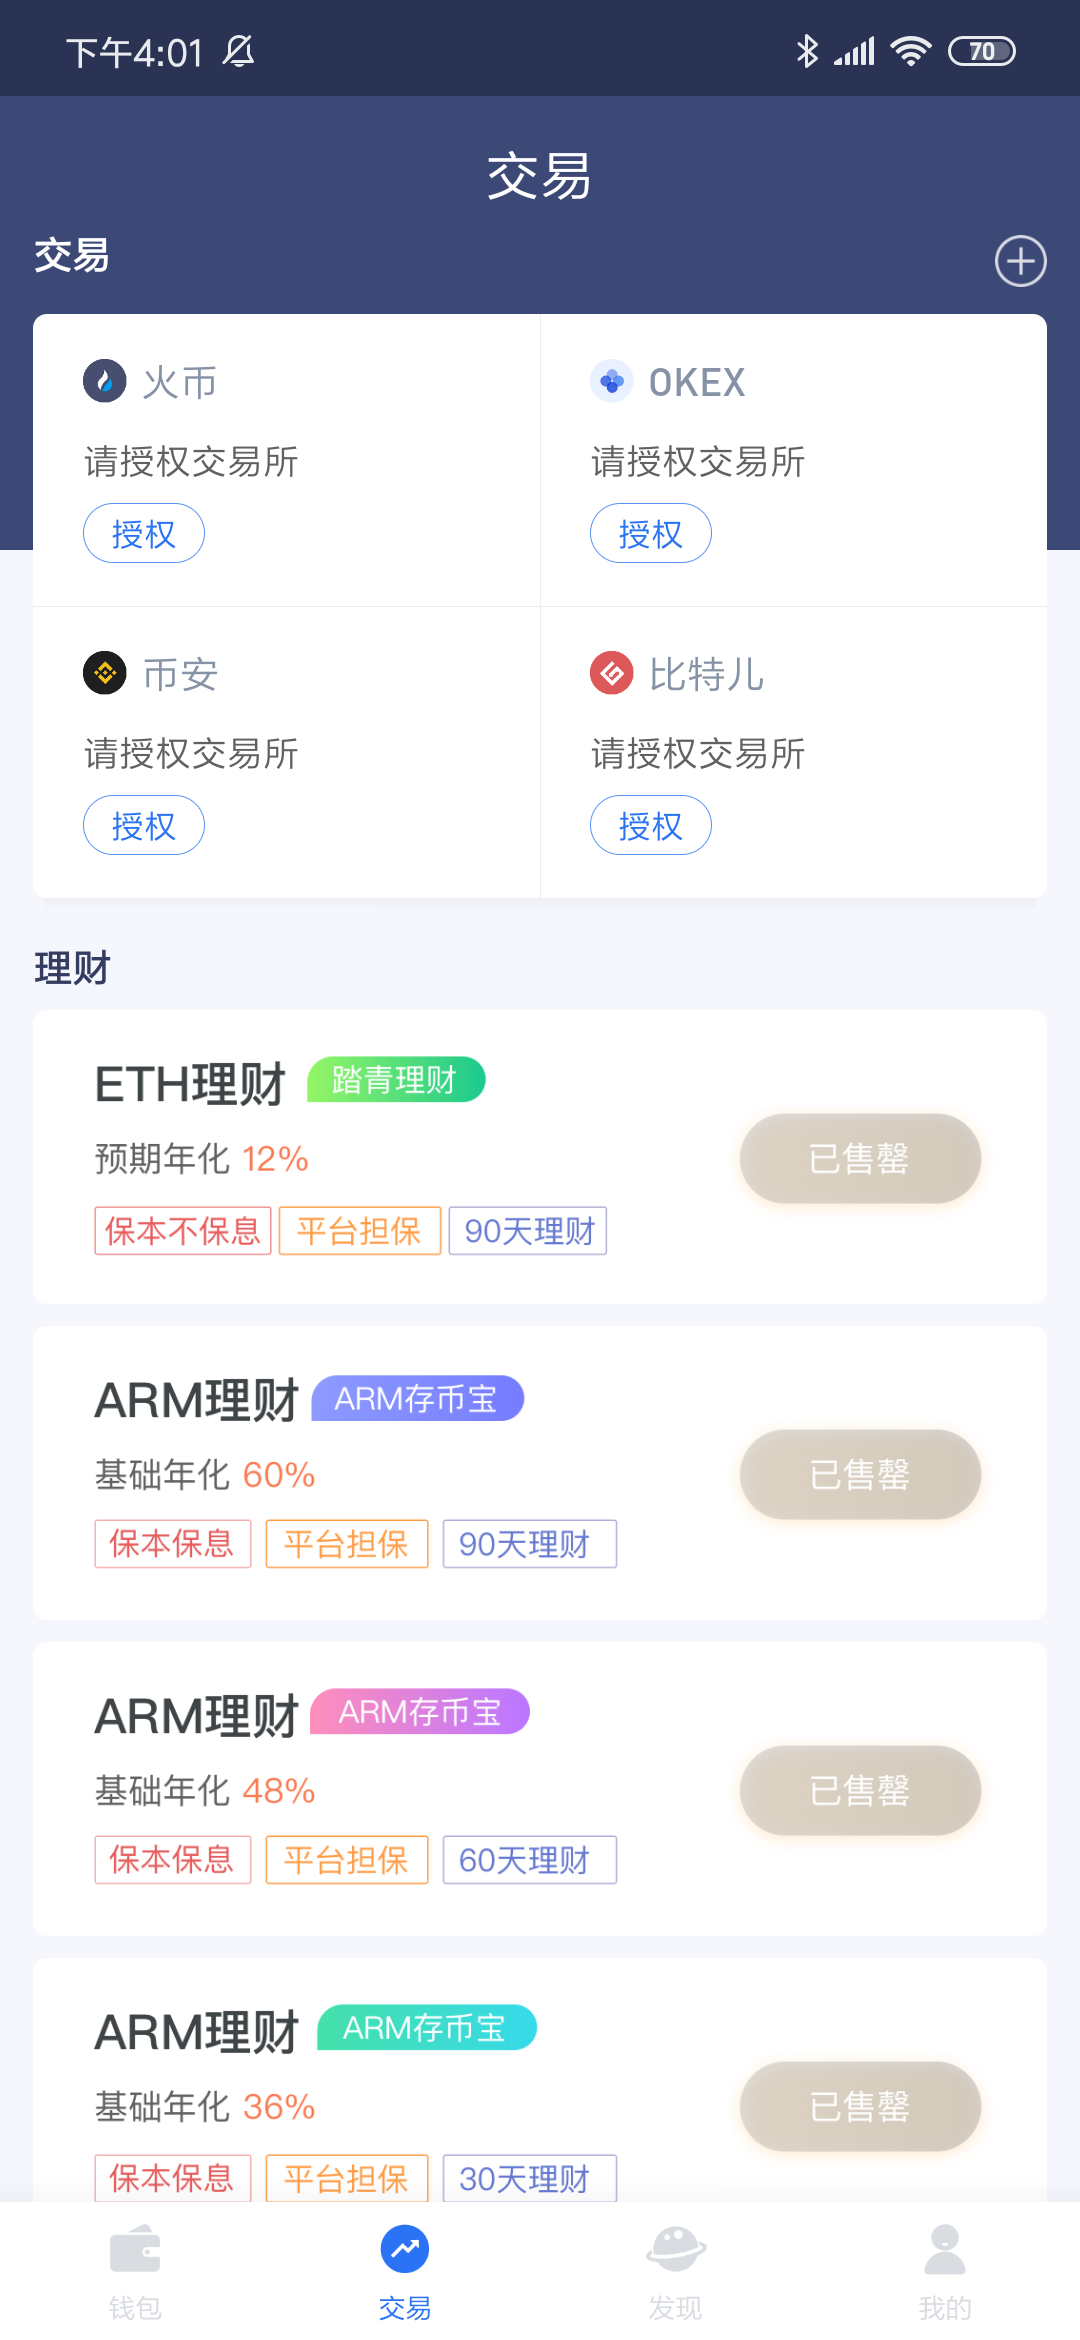 下午4:01
70
交易
交易
火币
OKEX
请授权交易所
请授权交易所
授权
授权
币安
比特儿
请授权交易所
请授权交易所
授权
授权
理财
ETH理财 踏青理财
预期年化 12%
已售罄
保本不保息 平台担保 90天理财
ARM理财 ARM存币宝
基础年化 60%
已售罄
保本保息 平台担保 90天理财
ARM理财 ARM存币宝
基础年化 48%
已售罄
保本保息 平台担保 60天理财
ARM理财 ARM存币宝
基础年化 36%
已售罄
保本保息 平台担保 30天理财
钱包 交易 发现 我的